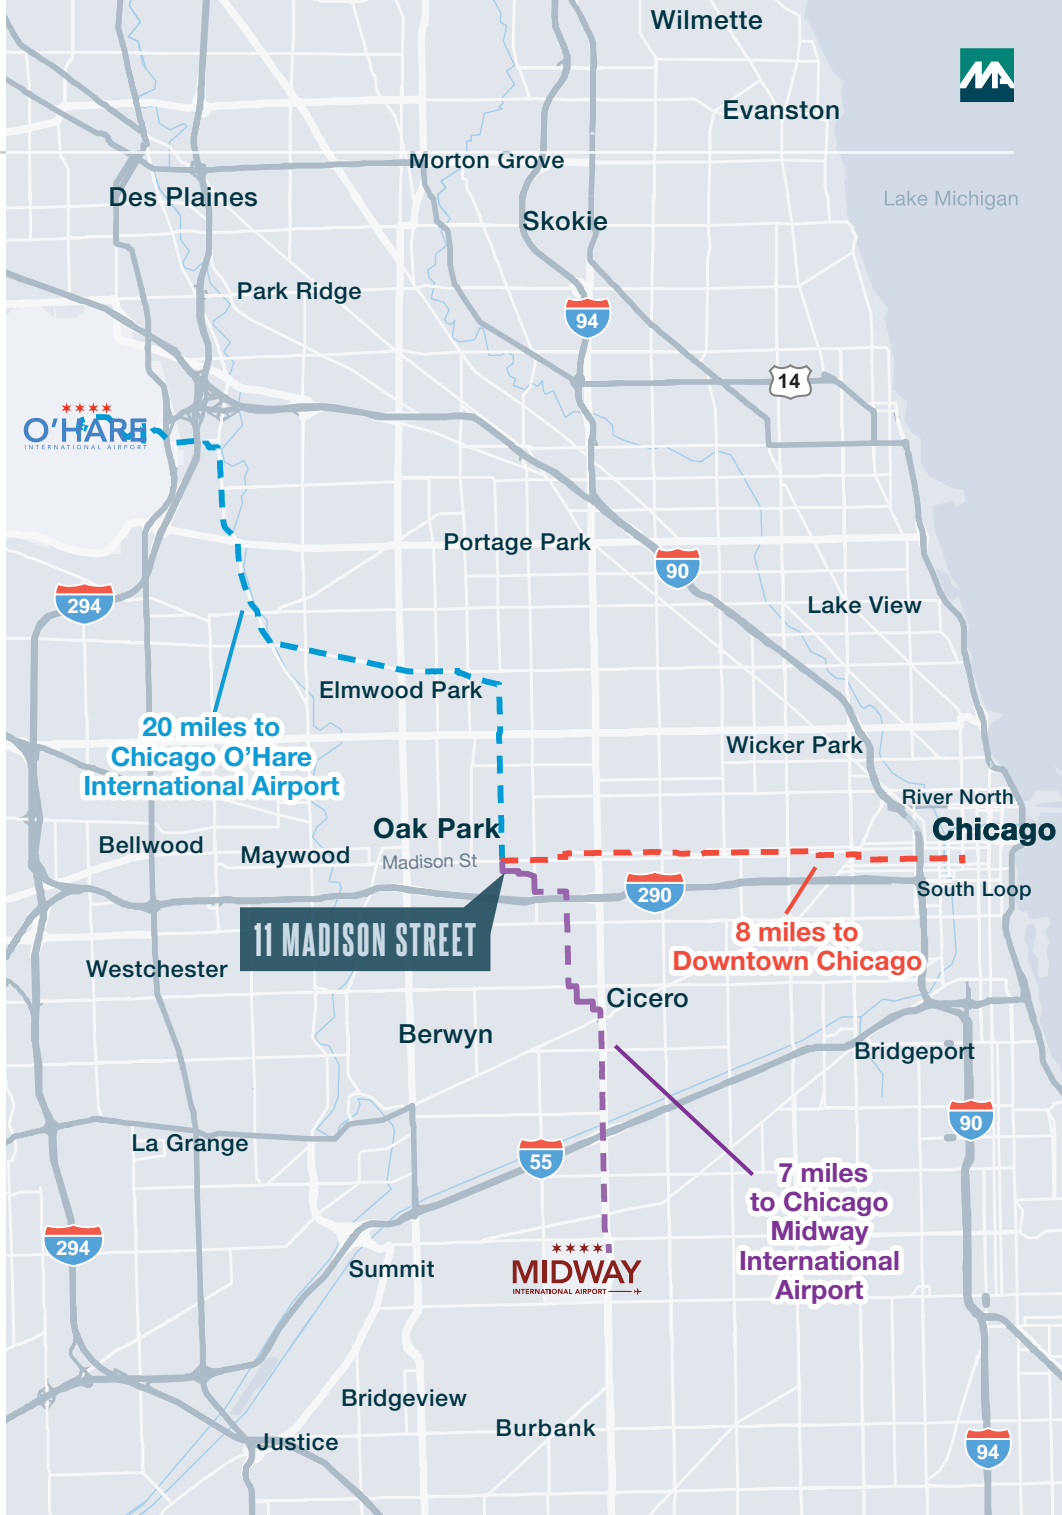 Wilmette
MA
Evanston
Morton Grove
Des Plaines
Lake Michigan
Skokie
Park Ridge
94
14
O'HARE
INTERNATIONAL AIRPORT
Portage Park
90
294
Lake View
Elmwood Park
20 miles to
Chicago O'Hare
International Airport
Wicker Park
River North
Chicago
Oak Park
Bellwood
Maywood
Madison St
290
South Loop
11 MADISON STREET
8 miles to
Downtown Chicago
Westchester
Cicero
Berwyn
Bridgeport
90
La Grange
55
7 miles
to Chicago
Midway
International
Airport
294
Summit
MIDWAY
INTERNATIONAL AIRPORT
Bridgeview
Burbank
Justice
94